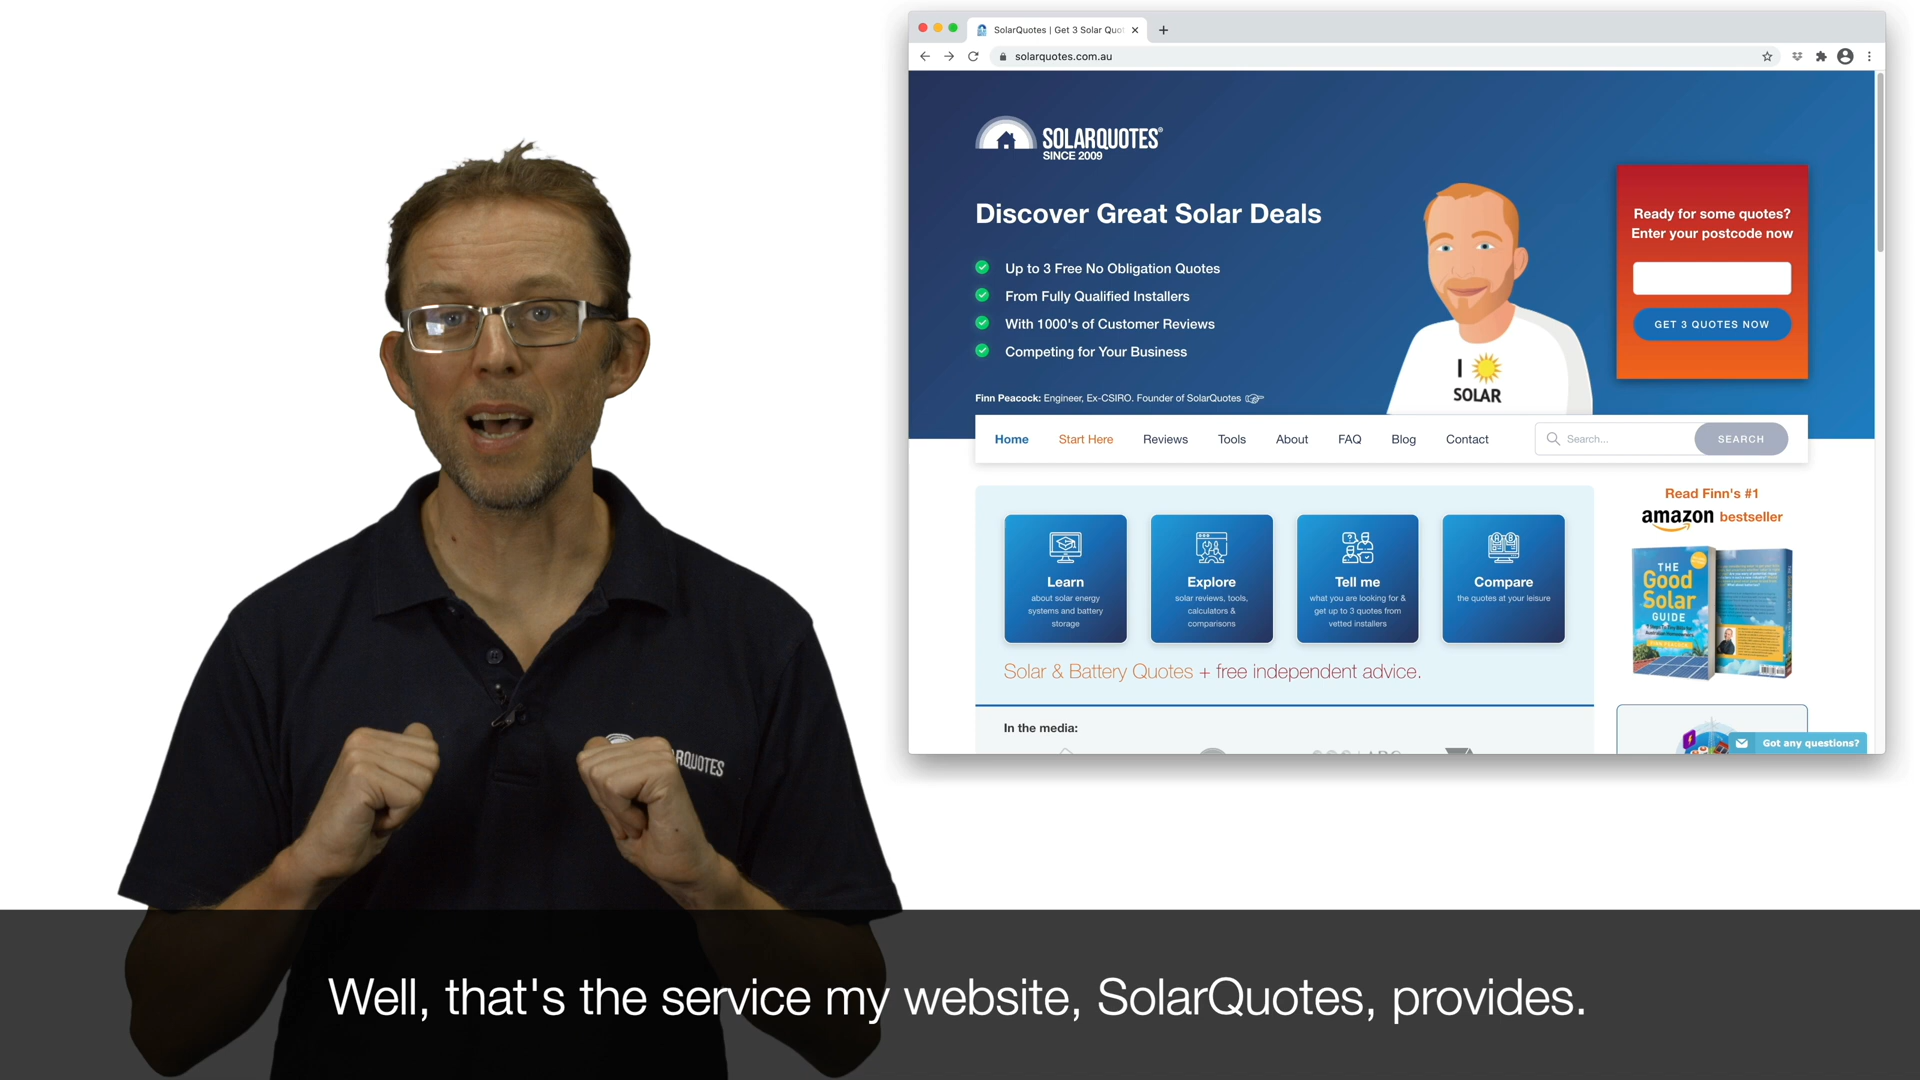 SolarQuotes | Get 3 Solar Quo
solarquotes.com.au
SOLARQUOTES®
SINCE 2009
Discover Great Solar Deals
Up to 3 Free No Obligation Quotes
From Fully Qualified Installers
With 1000's of Customer Reviews
Competing for Your Business
Finn Peacock: Engineer, Ex-CSIRO. Founder of SolarQuotes
I
SOLAR
Ready for some quotes?
Enter your postcode now
GET 3 QUOTES NOW
Home Start Here Reviews Tools About FAQ Blog Contact Search... SEARCH
Learn
about solar energy
systems and battery
storage
Explore
solar reviews, tools,
calculators &
comparisons
Tell me
what you are looking for &
get up to 3 quotes from
vetted installers
Compare
the quotes at your leisure
Solar & Battery Quotes + free independent advice.
In the media:
Read Finn's #1
amazon bestseller
THE
Good
Solar
GUIDE
Got any questions?
RQUOTES
Well, that's the service my website, SolarQuotes, provides.